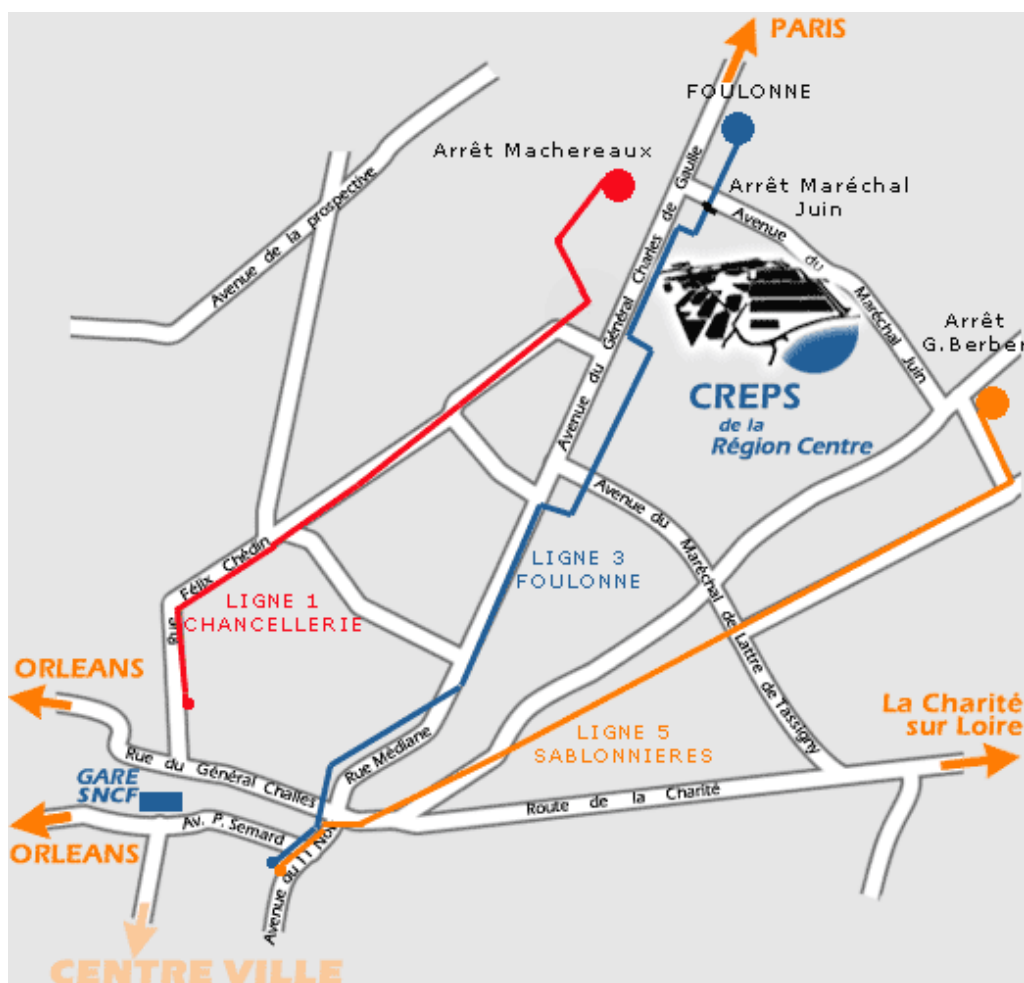 PARIS
FOULONNE
Arrêt Machereaux
Arrêt Maréchal
Juin
Avenue de la prospective
Avenue du Général Charles de Gaulle
Avenue du Maréchal Juin
Arrêt
G.Berber
CREPS
de la
Région Centre
Avenue du Maréchal de Lattre de Tassigny
LIGNE 3
FOULONNE
Rue Félix Chédin
LIGNE 1
CHANCELLERIE
ORLEANS
La Charité
sur Loire
LIGNE 5
SABLONNIERES
Rue Médiane
Rue du Général Challes
GARE
SNCF
Route de la Charité
Av. P. Semard
ORLEANS
Avenue du 11 Nov
CENTRE VILLE